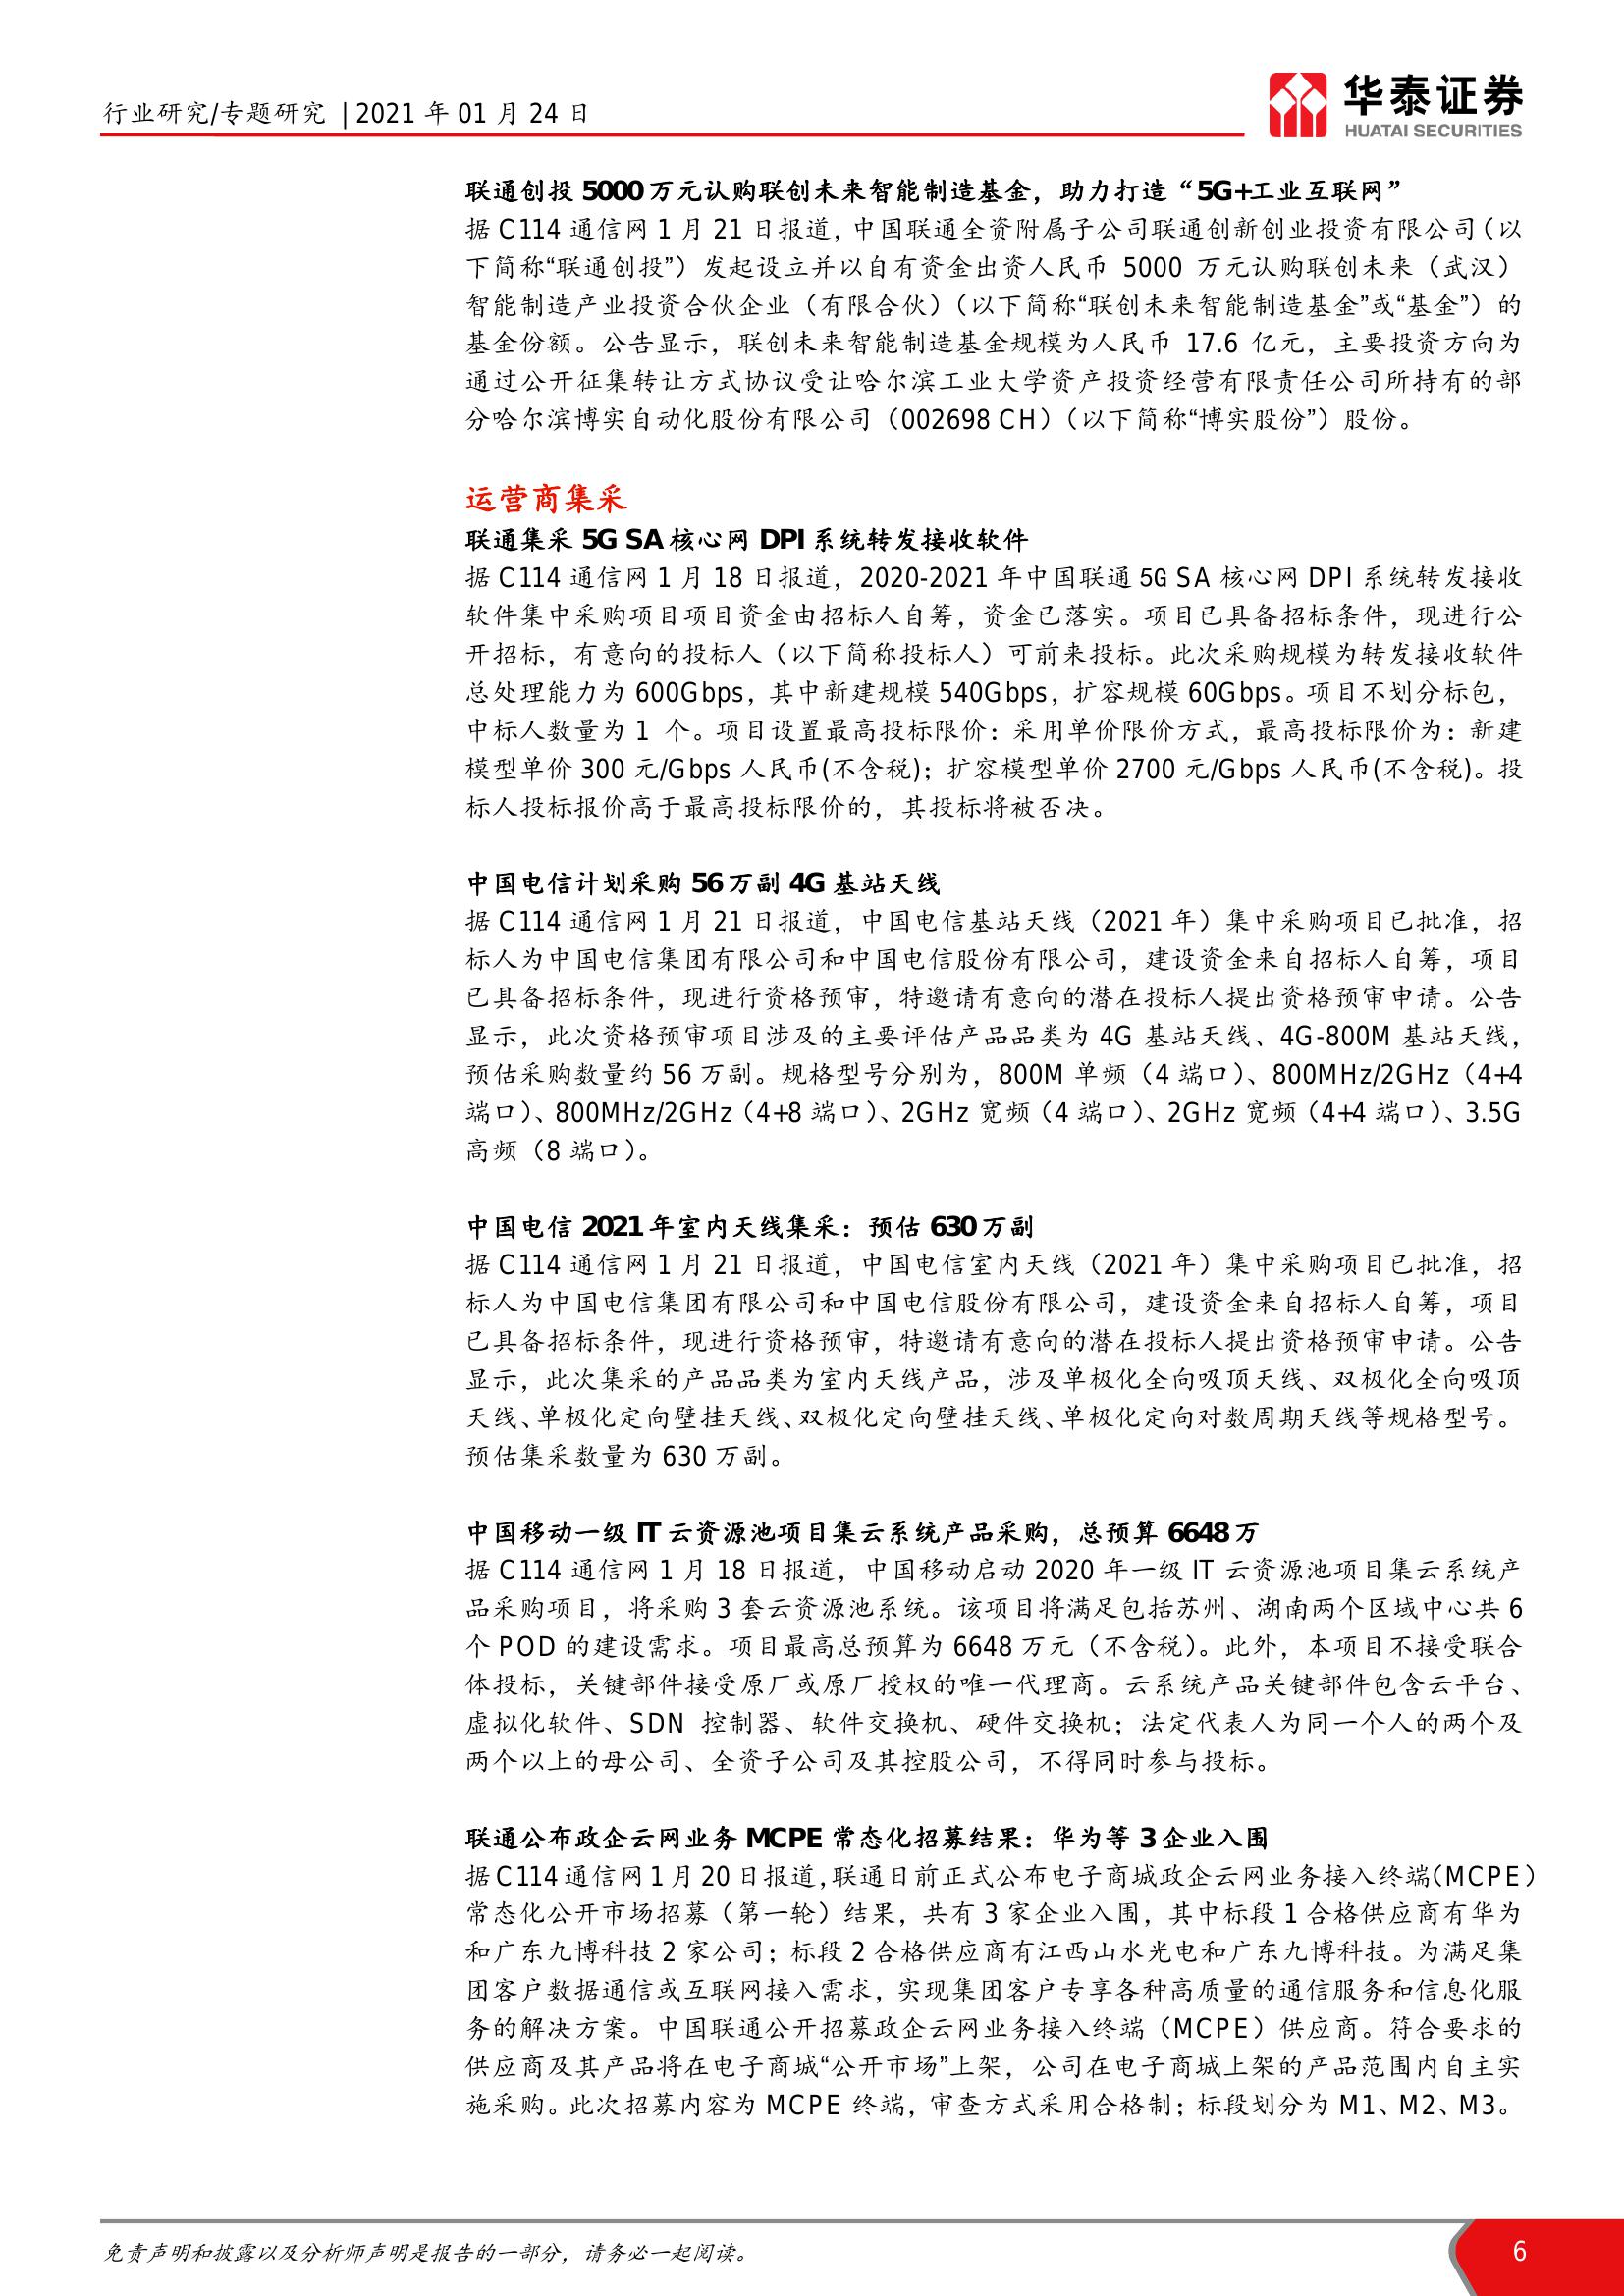 行业研究/专题研究 | 2021 年 01 月 24 日
华泰证券
HUATAI SECURITIES
联通创投 5000 万元认购联创未来智能制造基金，助力打造“5G+工业互联网”
据 C114 通信网 1 月 21 日报道，中国联通全资附属子公司联通创新创业投资有限公司（以
下简称“联通创投”）发起设立并以自有资金出资人民币 5000 万元认购联创未来（武汉）
智能制造产业投资合伙企业（有限合伙）（以下简称“联创未来智能制造基金”或“基金”）的
基金份额。公告显示，联创未来智能制造基金规模为人民币 17.6 亿元，主要投资方向为
通过公开征集转让方式协议受让哈尔滨工业大学资产投资经营有限责任公司所持有的部
分哈尔滨博实自动化股份有限公司（002698 CH）（以下简称“博实股份”）股份。
运营商集采
联通集采 5G SA 核心网 DPI 系统转发接收软件
据 C114 通信网 1 月 18 日报道，2020-2021 年中国联通 5G SA 核心网 DPI 系统转发接收
软件集中采购项目项目资金由招标人自筹，资金已落实。项目已具备招标条件，现进行公
开招标，有意向的投标人（以下简称投标人）可前来投标。此次采购规模为转发接收软件
总处理能力为 600Gbps，其中新建规模 540Gbps，扩容规模 60Gbps。项目不划分标包，
中标人数量为 1 个。项目设置最高投标限价：采用单价限价方式，最高投标限价为：新建
模型单价 300 元/Gbps 人民币(不含税)；扩容模型单价 2700 元/Gbps 人民币(不含税)。投
标人投标报价高于最高投标限价的，其投标将被否决。
中国电信计划采购 56 万副 4G 基站天线
据 C114 通信网 1 月 21 日报道，中国电信基站天线（2021 年）集中采购项目已批准，招
标人为中国电信集团有限公司和中国电信股份有限公司，建设资金来自招标人自筹，项目
已具备招标条件，现进行资格预审，特邀请有意向的潜在投标人提出资格预审申请。公告
显示，此次资格预审项目涉及的主要评估产品品类为 4G 基站天线、4G-800M 基站天线，
预估采购数量约 56 万副。规格型号分别为，800M 单频（4 端口）、800MHz/2GHz（4+4
端口）、800MHz/2GHz（4+8 端口）、2GHz 宽频（4 端口）、2GHz 宽频（4+4 端口）、3.5G
高频（8 端口）。
中国电信 2021 年室内天线集采：预估 630 万副
据 C114 通信网 1 月 21 日报道，中国电信室内天线（2021 年）集中采购项目已批准，招
标人为中国电信集团有限公司和中国电信股份有限公司，建设资金来自招标人自筹，项目
已具备招标条件，现进行资格预审，特邀请有意向的潜在投标人提出资格预审申请。公告
显示，此次集采的产品品类为室内天线产品，涉及单极化全向吸顶天线、双极化全向吸顶
天线、单极化定向壁挂天线、双极化定向壁挂天线、单极化定向对数周期天线等规格型号。
预估集采数量为 630 万副。
中国移动一级 IT 云资源池项目集云系统产品采购，总预算 6648 万
据 C114 通信网 1 月 18 日报道，中国移动启动 2020 年一级 IT 云资源池项目集云系统产
品采购项目，将采购 3 套云资源池系统。该项目将满足包括苏州、湖南两个区域中心共 6
个 POD 的建设需求。项目最高总预算为 6648 万元（不含税）。此外，本项目不接受联合
体投标，关键部件接受原厂或原厂授权的唯一代理商。云系统产品关键部件包含云平台、
虚拟化软件、SDN 控制器、软件交换机、硬件交换机；法定代表人为同一个人的两个及
两个以上的母公司、全资子公司及其控股公司，不得同时参与投标。
联通公布政企云网业务 MCPE 常态化招募结果：华为等 3 企业入围
据 C114 通信网 1 月 20 日报道，联通日前正式公布电子商城政企云网业务接入终端（MCPE）
常态化公开市场招募（第一轮）结果，共有 3 家企业入围，其中标段 1 合格供应商有华为
和广东九博科技 2 家公司；标段 2 合格供应商有江西山水光电和广东九博科技。为满足集
团客户数据通信或互联网接入需求，实现集团客户专享各种高质量的通信服务和信息化服
务的解决方案。中国联通公开招募政企云网业务接入终端（MCPE）供应商。符合要求的
供应商及其产品将在电子商城“公开市场”上架，公司在电子商城上架的产品范围内自主实
施采购。此次招募内容为 MCPE 终端，审查方式采用合格制；标段划分为 M1、M2、M3。
免责声明和披露以及分析师声明是报告的一部分，请务必一起阅读。
6